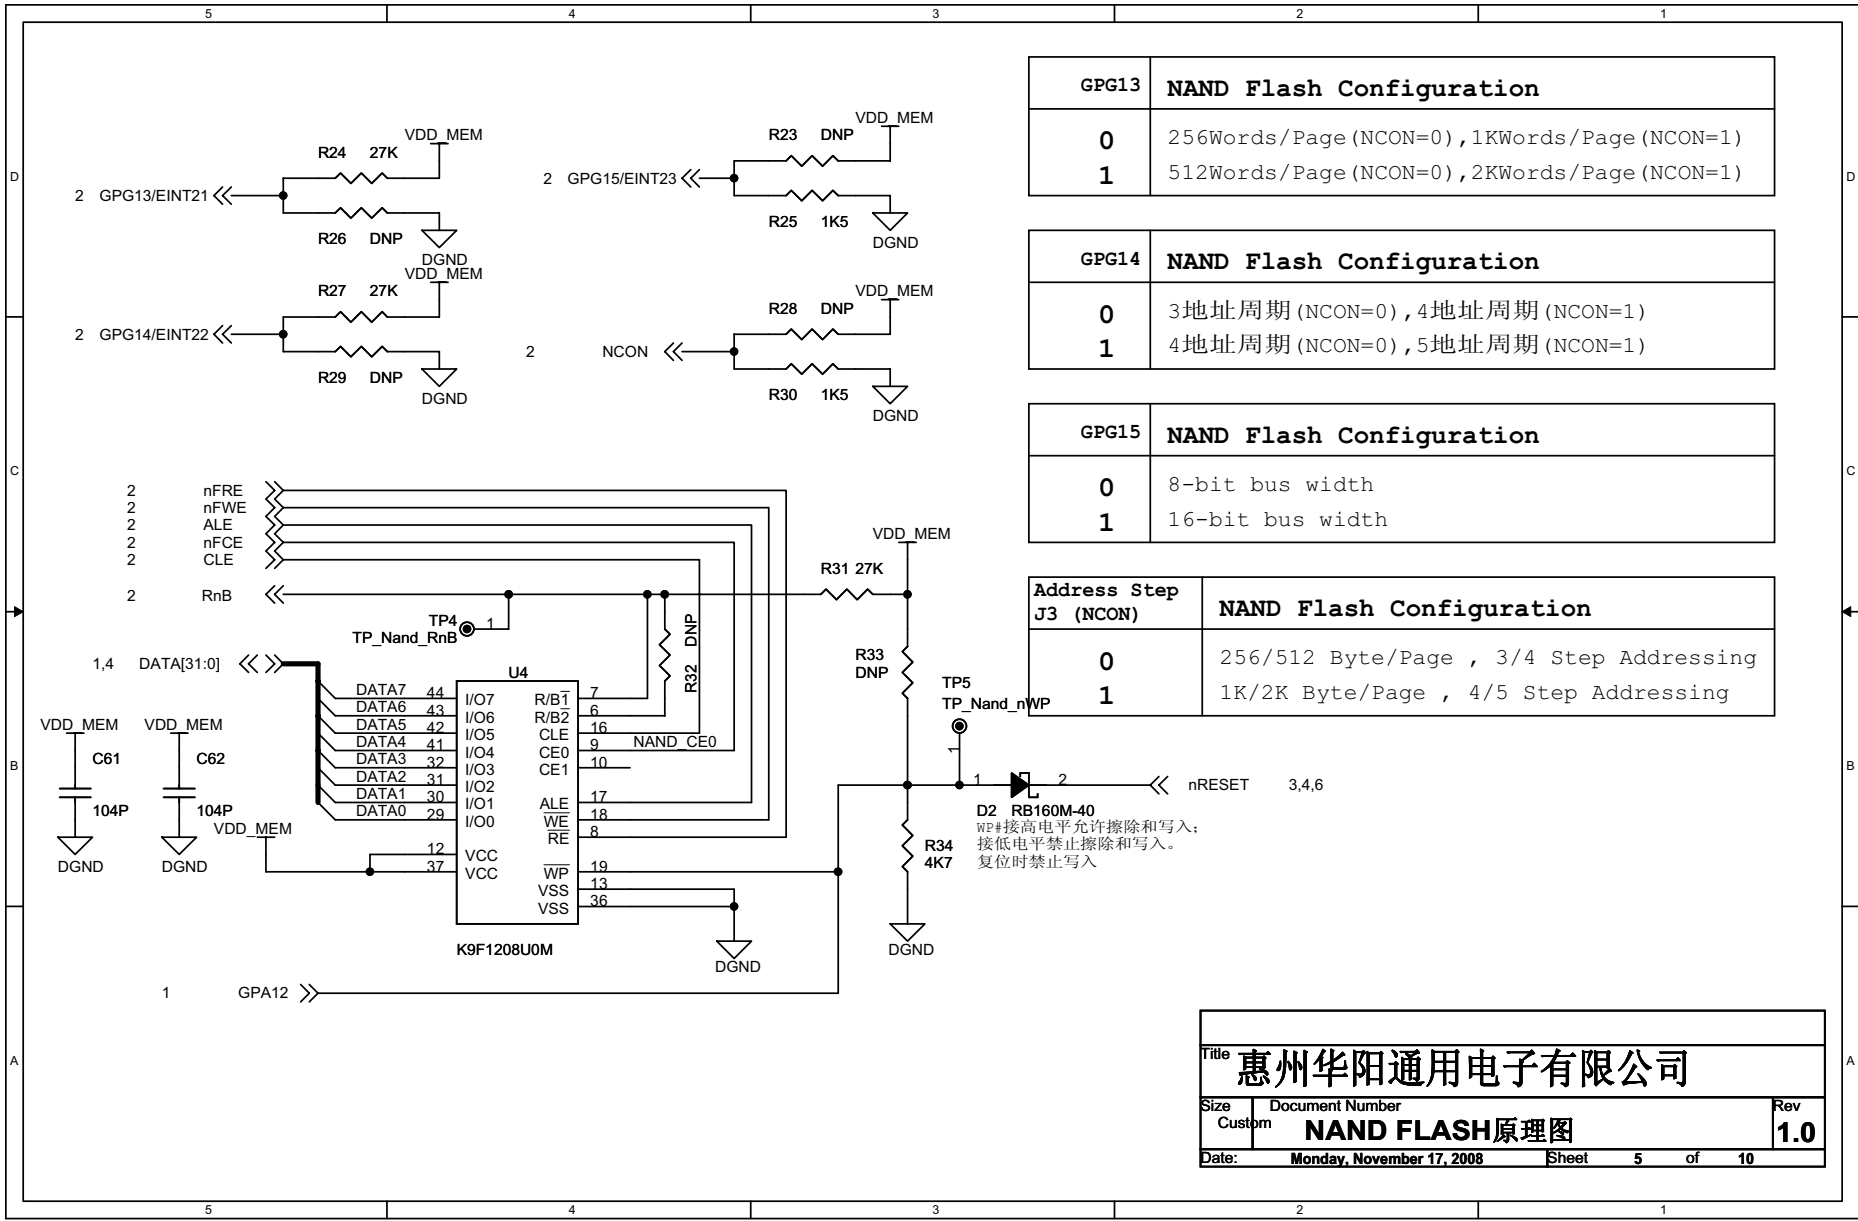 5 4 3 2 1
D
C
B
A
VDD_MEM
R24 27K
2 GPG13/EINT21
R26 DNP
DGND
VDD_MEM
R23 DNP
2 GPG15/EINT23
R25 1K5
DGND
VDD_MEM
R27 27K
2 GPG14/EINT22
R29 DNP
DGND
VDD_MEM
R28 DNP
2 NCON
R30 1K5
DGND
GPG13 NAND Flash Configuration
0 256Words/Page(NCON=0),1KWords/Page(NCON=1)
1 512Words/Page(NCON=0),2KWords/Page(NCON=1)
GPG14 NAND Flash Configuration
0 3地址周期(NCON=0),4地址周期(NCON=1)
1 4地址周期(NCON=0),5地址周期(NCON=1)
GPG15 NAND Flash Configuration
0 8-bit bus width
1 16-bit bus width
Address Step
J3 (NCON) NAND Flash Configuration
0 256/512 Byte/Page , 3/4 Step Addressing
1 1K/2K Byte/Page , 4/5 Step Addressing
2 nFRE
2 nFWE
2 ALE
2 nFCE
2 CLE
2 RnB
TP4 1
TP_Nand_RnB
1,4 DATA[31:0]
VDD_MEM
R31 27K
R32 DNP
R33
DNP
TP5
TP_Nand_nWP
1
U4
DATA7 44 I/O7
DATA6 43 I/O6
DATA5 42 I/O5
DATA4 41 I/O4
DATA3 32 I/O3
DATA2 31 I/O2
DATA1 30 I/O1
DATA0 29 I/O0
12 VCC
37 VCC
R/B1 7
R/B2 6
CLE 16
CE0 9 NAND_CE0
CE1 10
ALE 17
WE 18
RE 8
WP 19
VSS 13
VSS 36
K9F1208U0M
VDD_MEM
C61
104P
DGND
VDD_MEM
C62
104P
DGND
VDD_MEM
DGND
1 2 nRESET 3,4,6
D2 RB160M-40
WP#接高电平允许擦除和写入;
接低电平禁止擦除和写入。
复位时禁止写入
R34
4K7
DGND
1 GPA12
Title 惠州华阳通用电子有限公司
Size Document Number Rev
Custom NAND FLASH原理图 1.0
Date: Monday, November 17, 2008 Sheet 5 of 10
D
C
B
A
5 4 3 2 1